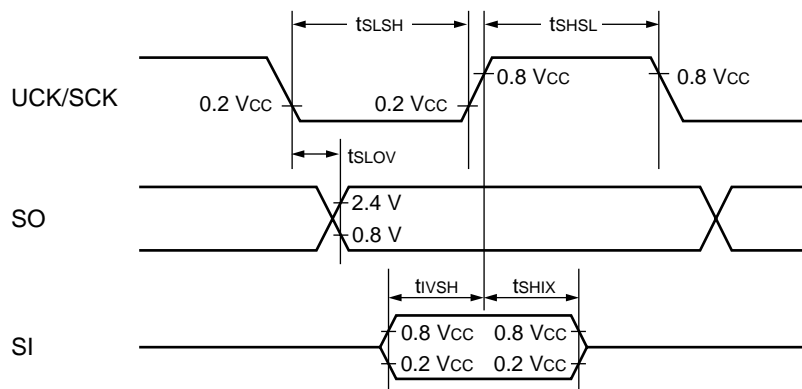 tSLSH tSHSL
UCK/SCK 0.8 VCC 0.8 VCC
0.2 VCC 0.2 VCC
tSLOV
SO 2.4 V
0.8 V
tIVSH tSHIX
SI 0.8 VCC 0.8 VCC
0.2 VCC 0.2 VCC